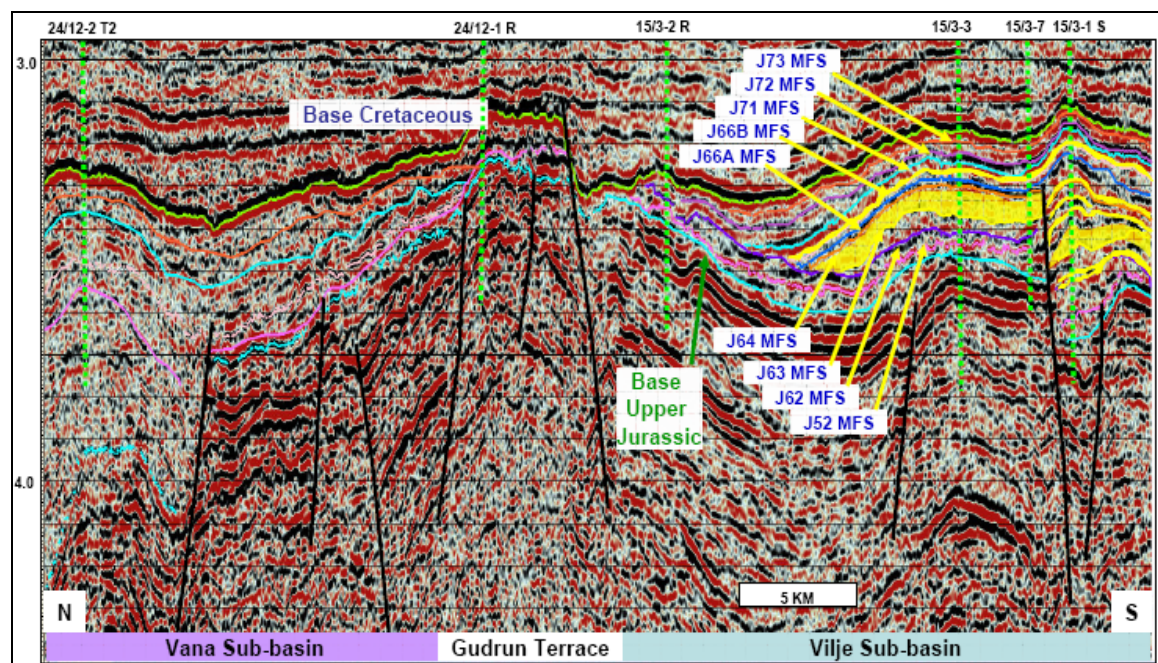 24/12-2 T2 24/12-1 R 15/3-2 R 15/3-3 15/3-7 15/3-1 S
3.0
J73 MFS
J72 MFS
Base Cretaceous
J71 MFS
J66B MFS
J66A MFS
J64 MFS
J63 MFS
J62 MFS
J52 MFS
Base
Upper
Jurassic
4.0
5 KM
N
S
Vana Sub-basin Gudrun Terrace Vilje Sub-basin